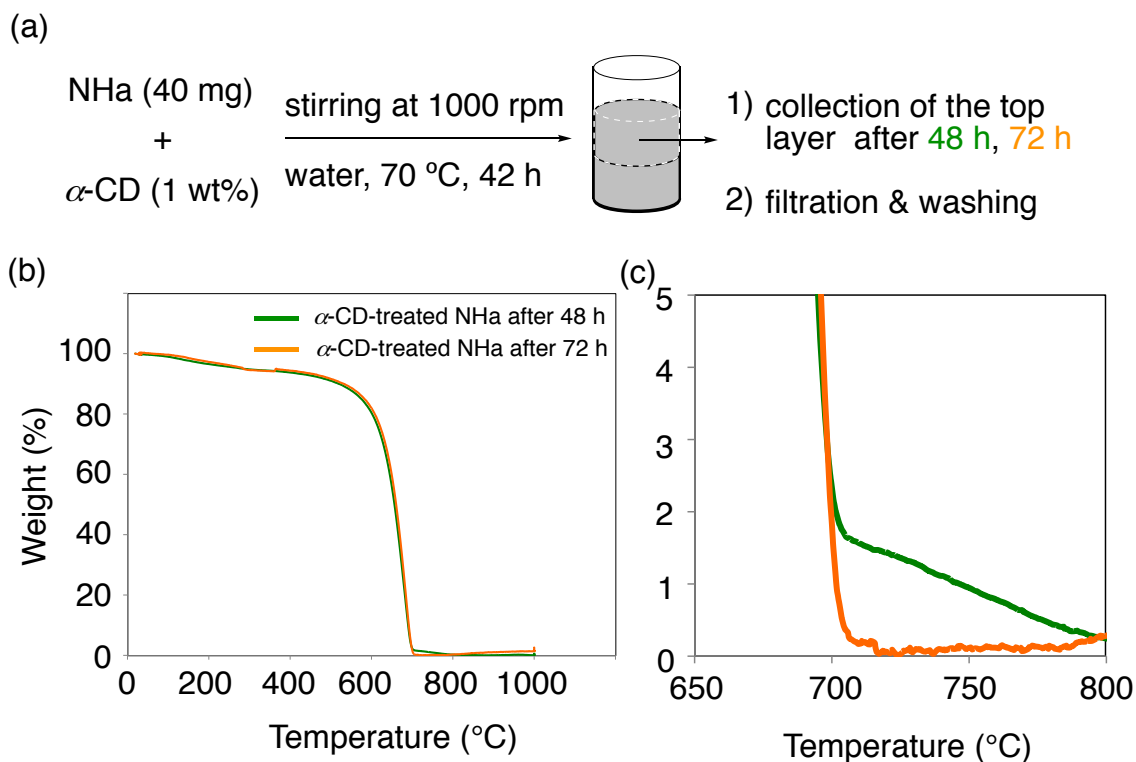 (a)
NHa (40 mg)
+
α-CD (1 wt%)
stirring at 1000 rpm
water, 70 ºC, 42 h
1) collection of the top
layer after 48 h, 72 h
2) filtration & washing
(b)
α-CD-treated NHa after 48 h
α-CD-treated NHa after 72 h
100
80
60
40
20
0
0 200 400 600 800 1000
Weight (%)
Temperature (°C)
(c)
5
4
3
2
1
0
650 700 750 800
Temperature (°C)